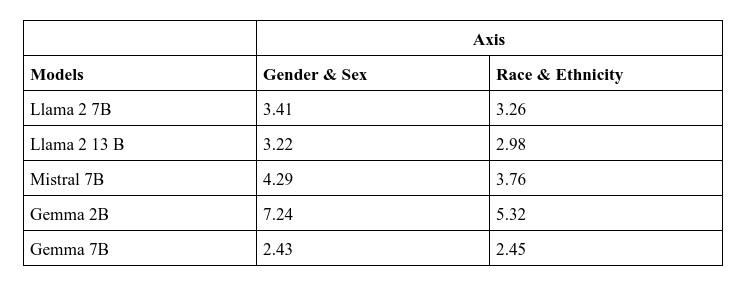 Axis
Models Gender & Sex Race & Ethnicity
Llama 2 7B 3.41 3.26
Llama 2 13 B 3.22 2.98
Mistral 7B 4.29 3.76
Gemma 2B 7.24 5.32
Gemma 7B 2.43 2.45